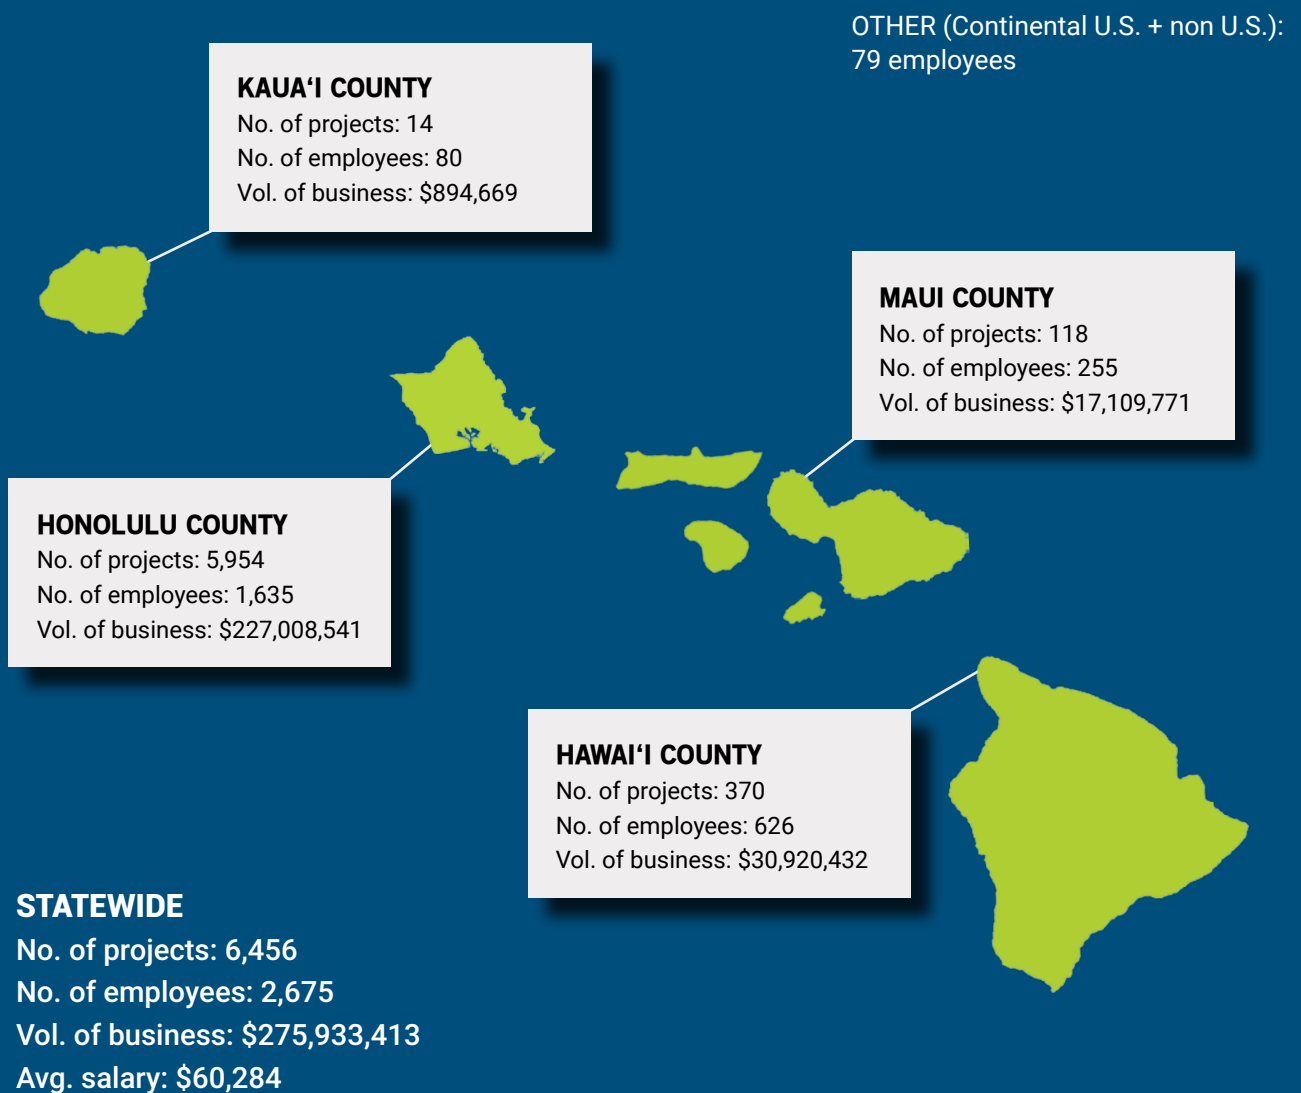 OTHER (Continental U.S. + non U.S.):
79 employees
KAUAʻI COUNTY
No. of projects: 14
No. of employees: 80
Vol. of business: $894,669
MAUI COUNTY
No. of projects: 118
No. of employees: 255
Vol. of business: $17,109,771
HONOLULU COUNTY
No. of projects: 5,954
No. of employees: 1,635
Vol. of business: $227,008,541
HAWAIʻI COUNTY
No. of projects: 370
No. of employees: 626
Vol. of business: $30,920,432
STATEWIDE
No. of projects: 6,456
No. of employees: 2,675
Vol. of business: $275,933,413
Avg. salary: $60,284